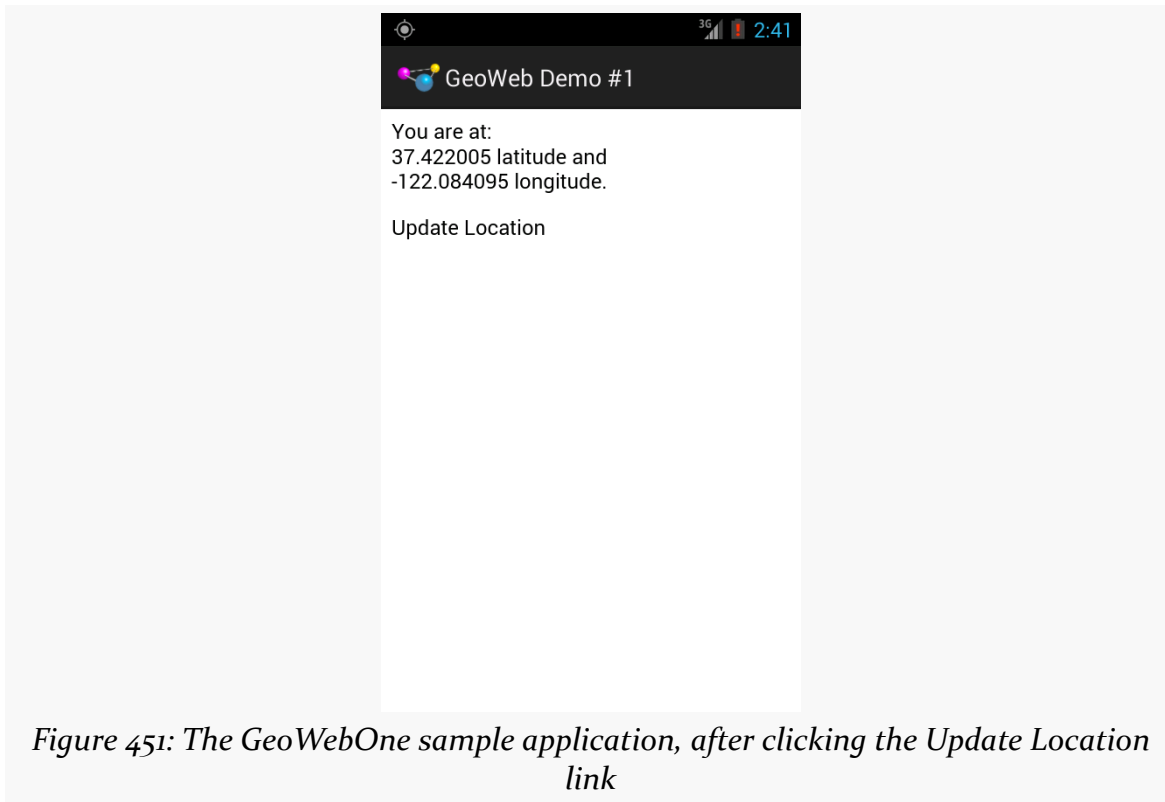 3G 2:41
GeoWeb Demo #1
You are at:
37.422005 latitude and
-122.084095 longitude.
Update Location
Figure 451: The GeoWebOne sample application, after clicking the Update Location
link